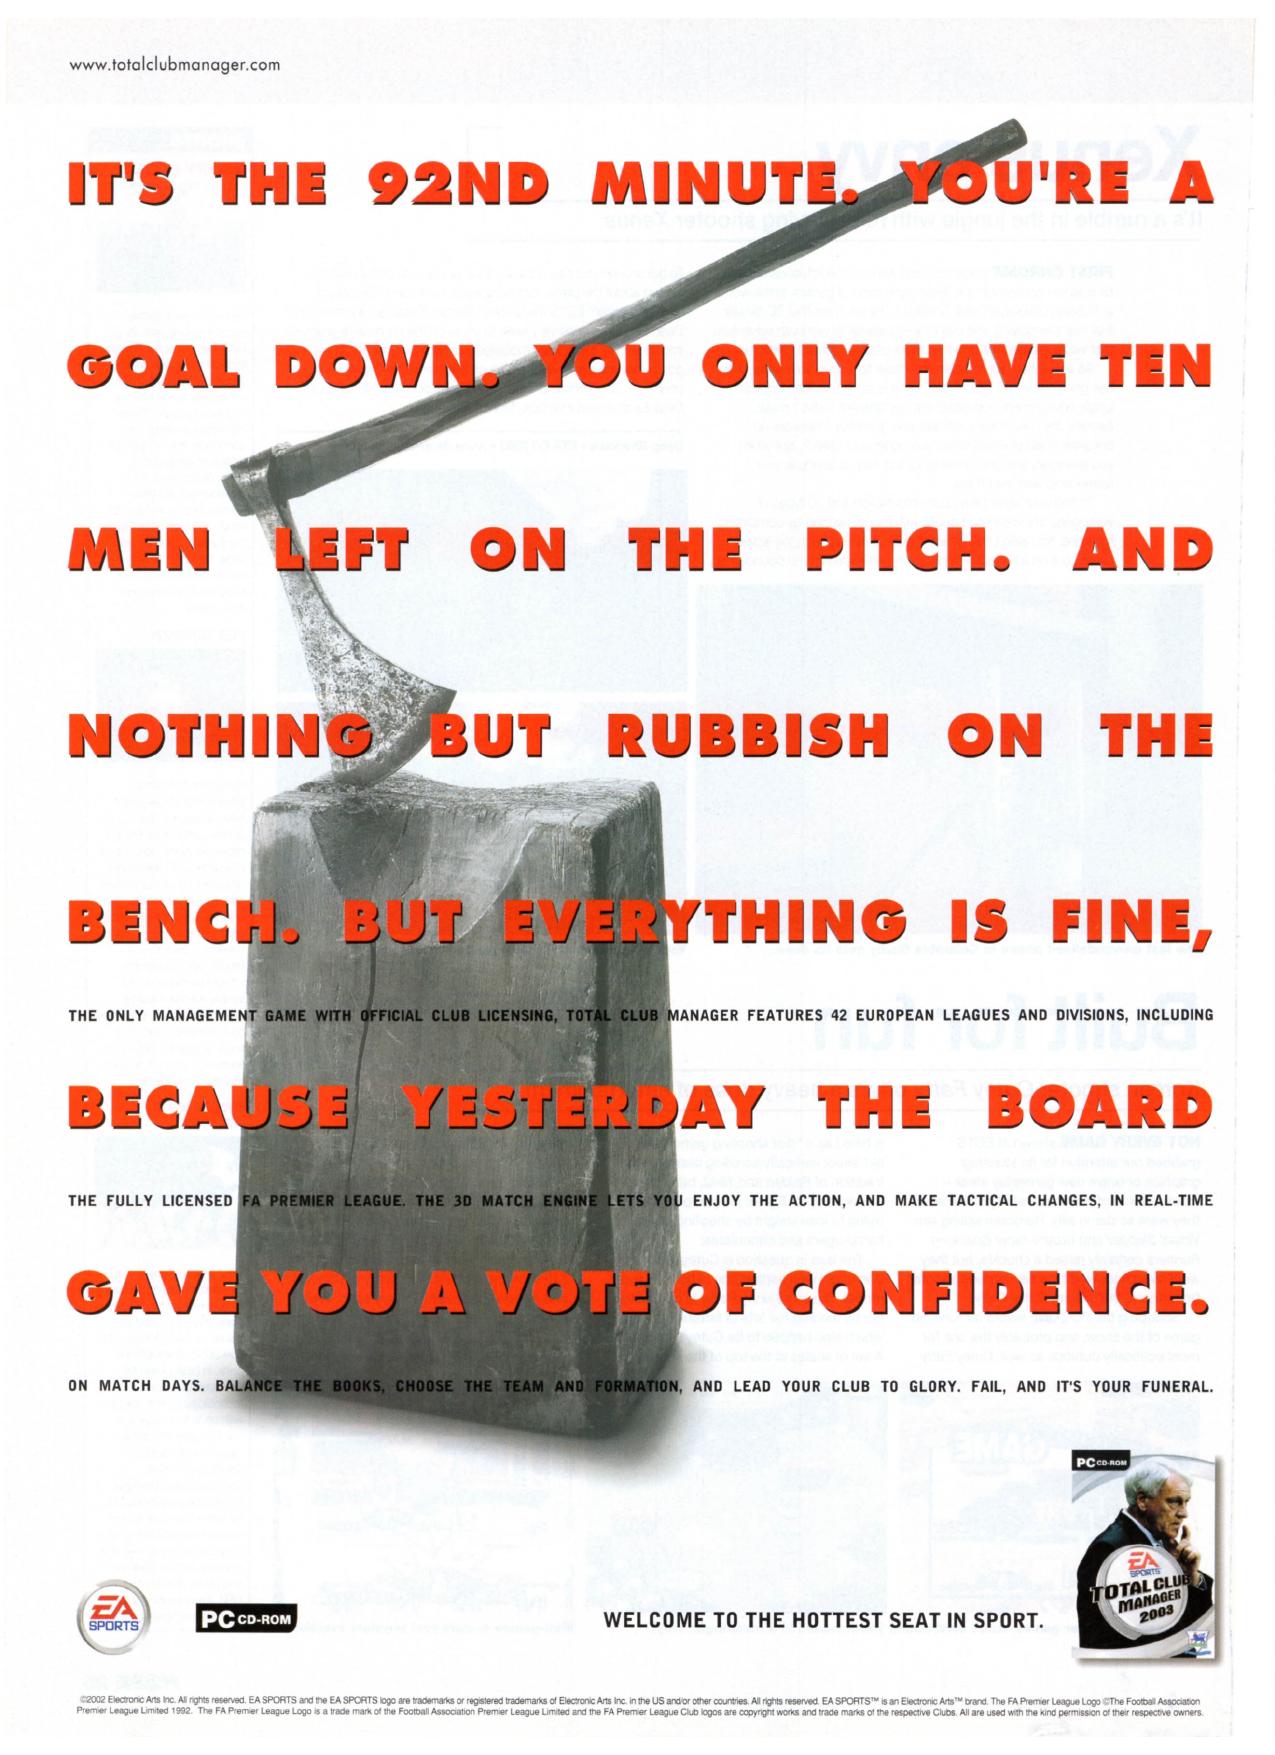 www.totalclubmanager.com
IT'S THE 92ND MINUTE. YOU'RE A
GOAL DOWN. YOU ONLY HAVE TEN
MEN LEFT ON THE PITCH. AND
NOTHING BUT RUBBISH ON THE
BENCH. BUT EVERYTHING IS FINE,
THE ONLY MANAGEMENT GAME WITH OFFICIAL CLUB LICENSING, TOTAL CLUB MANAGER FEATURES 42 EUROPEAN LEAGUES AND DIVISIONS, INCLUDING
BECAUSE YESTERDAY THE BOARD
THE FULLY LICENSED FA PREMIER LEAGUE. THE 3D MATCH ENGINE LETS YOU ENJOY THE ACTION, AND MAKE TACTICAL CHANGES, IN REAL-TIME
GAVE YOU A VOTE OF CONFIDENCE.
ON MATCH DAYS. BALANCE THE BOOKS, CHOOSE THE TEAM AND FORMATION, AND LEAD YOUR CLUB TO GLORY. FAIL, AND IT'S YOUR FUNERAL.
PC CD-ROM
EA
SPORTS
TOTAL CLUB
MANAGER
2003
EA
SPORTS
PC CD-ROM
WELCOME TO THE HOTTEST SEAT IN SPORT.
©2002 Electronic Arts Inc. All rights reserved. EA SPORTS and the EA SPORTS logo are trademarks or registered trademarks of Electronic Arts Inc. in the US and/or other countries. All rights reserved. EA SPORTS™ is an Electronic Arts™ brand. The FA Premier League Logo ©The Football Association
Premier League Limited 1992. The FA Premier League Logo is a trade mark of the Football Association Premier League Limited and the FA Premier League Club logos are copyright works and trade marks of the respective Clubs. All are used with the kind permission of their respective owners.